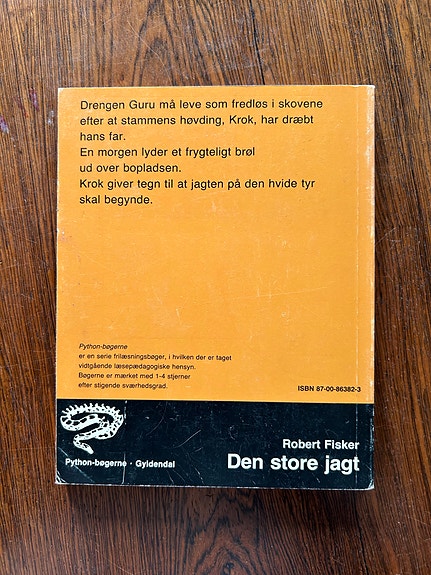 Drengen Guru må leve som fredløs i skovene
efter at stammens høvding, Krok, har dræbt
hans far.
En morgen lyder et frygteligt brøl
ud over bopladsen.
Krok giver tegn til at jagten på den hvide tyr
skal begynde.
Python-bøgerne
er en serie frilæsningsbøger, i hvilken der er taget
vidtgående læsepædagogiske hensyn.
Bøgerne er mærket med 1-4 stjerner
efter stigende sværhedsgrad.
ISBN 87-00-86382-3
Robert Fisker
Den store jagt
Python-bøgerne · Gyldendal